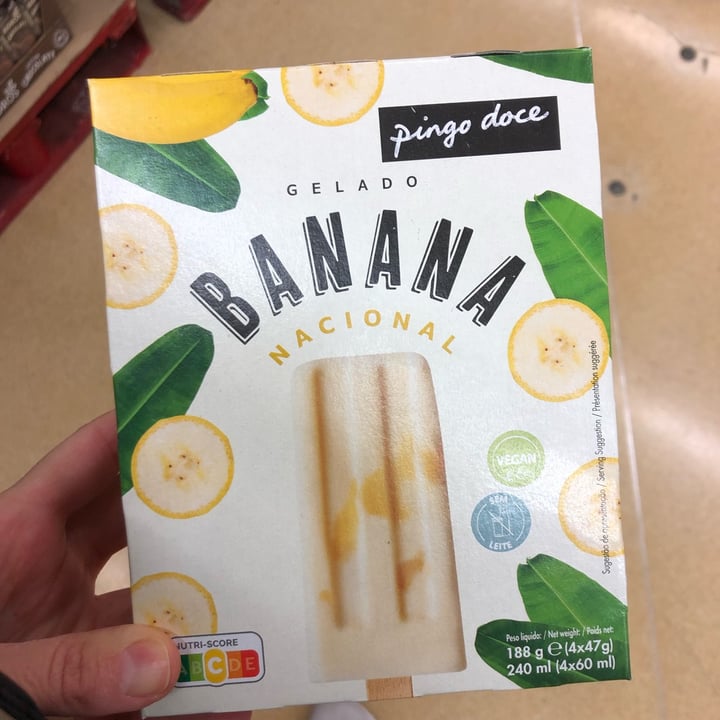 pingo doce
GELADO
BANANA
NACIONAL
VEGAN
SEM
LEITE
Sugestão de apresentação / Serving Suggestion / Présentation suggérée
NUTRI-SCORE
A B C D E
Peso líquido: / Net weight: / Poids net:
188 g ℮ (4x47g)
240 ml (4x60 ml)